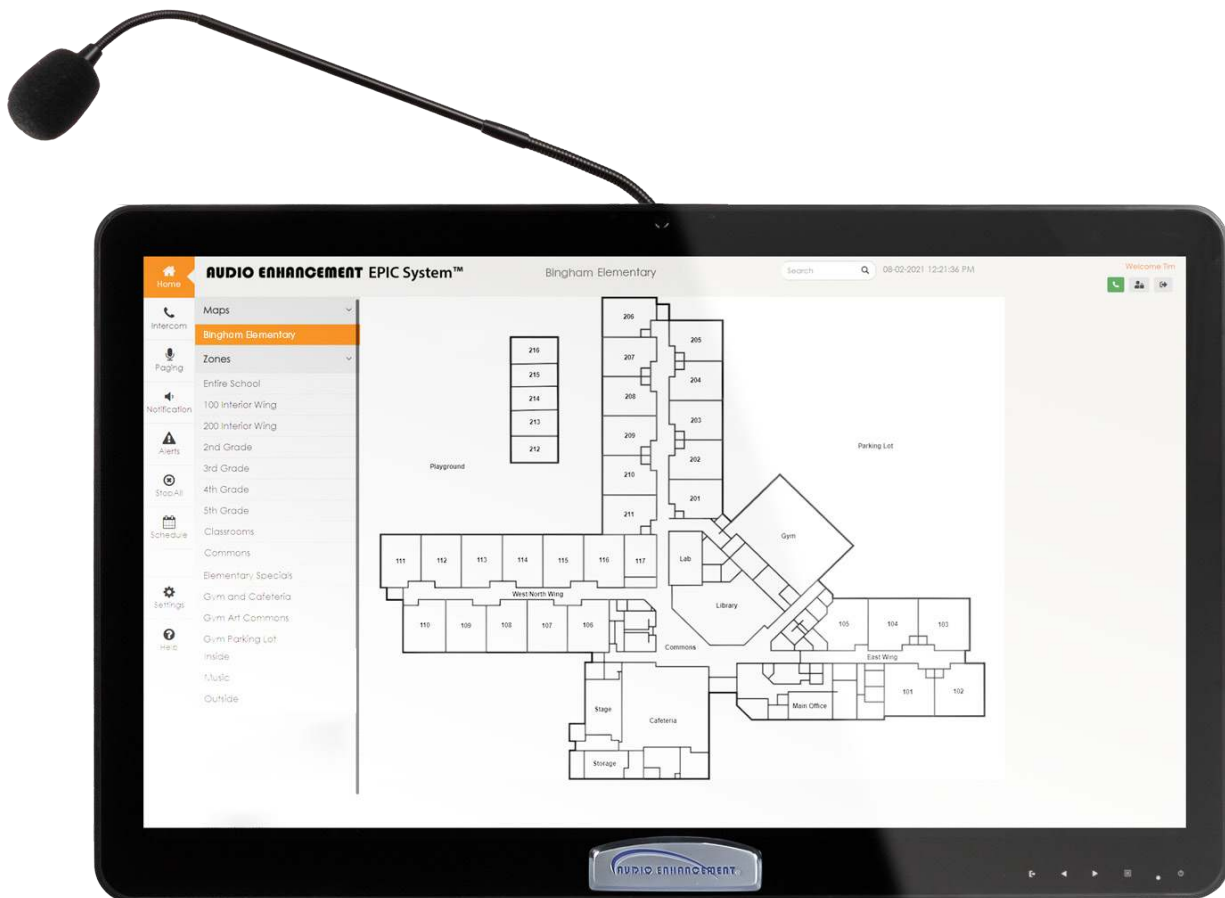 AUDIO ENHANCEMENT EPIC System™
Bingham Elementary
Search
08-02-2021 12:21:36 PM
Welcome Tim
Home
Intercom
Paging
Notification
Alerts
Stop All
Schedule
Settings
Help
Maps
Bingham Elementary
Zones
Entire School
100 Interior Wing
200 Interior Wing
2nd Grade
3rd Grade
4th Grade
5th Grade
Classrooms
Commons
Elementary Specials
Gym and Cafeteria
Gym Art Commons
Gym Parking Lot
Inside
Music
Outside
216
215
214
213
212
Playground
206
207
208
209
210
211
205
204
203
202
201
Parking Lot
Gym
Lab
Library
111
112
113
114
115
116
117
West North Wing
110
109
108
107
106
Commons
105
104
103
East Wing
101
102
Main Office
Stage
Cafeteria
Storage
AUDIO ENHANCEMENT